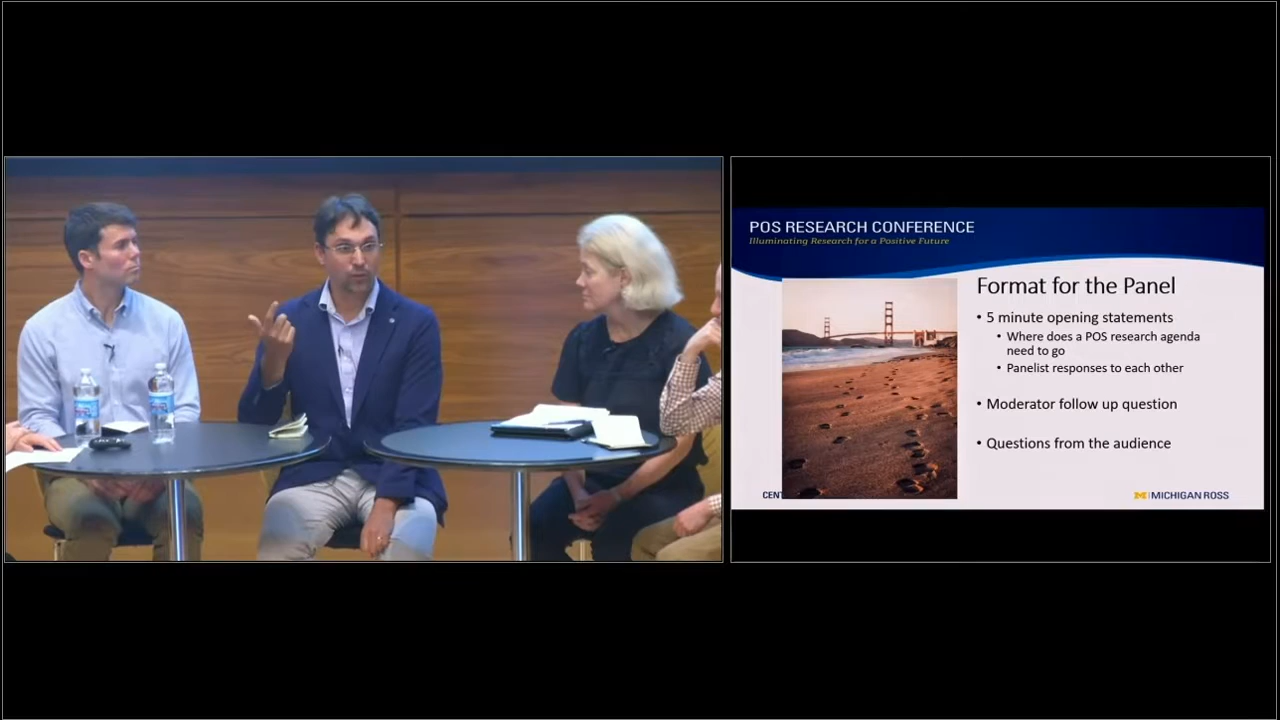 POS RESEARCH CONFERENCE
Illuminating Research for a Positive Future
Format for the Panel
• 5 minute opening statements
• Where does a POS research agenda
need to go
• Panelist responses to each other
• Moderator follow up question
• Questions from the audience
M MICHIGAN ROSS